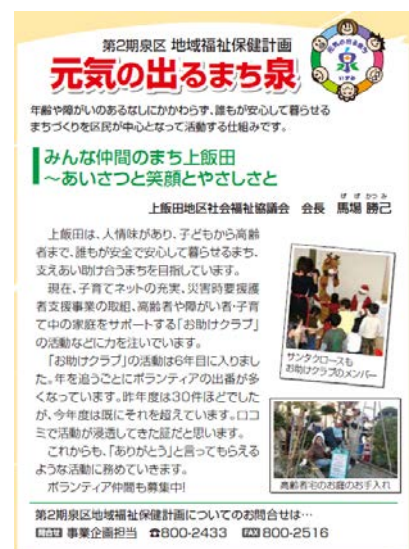 第2期泉区 地域福祉保健計画
元気の出るまち泉
元気の出るまち
泉
いずみ
年齢や障がいのあるなしにかかわらず、誰もが安心して暮らせる
まちづくりを区民が中心となって活動する仕組みです。
みんな仲間のまち上飯田
～あいさつと笑顔とやさしさと
上飯田地区社会福祉協議会 会長 馬場 勝己
上飯田は、人情味があり、子どもから高齢
者まで、誰もが安全で安心して暮らせるまち、
支えあい助け合うまちを目指しています。
現在、子育てネットの充実、災害時要援護
者支援事業の取組、高齢者や障がい者・子育
て中の家庭をサポートする「お助けクラブ」
の活動などに力を注いでいます。
「お助けクラブ」の活動は6年目に入りまし
た。年を追うごとにボランティアの出番が多
くなっています。昨年度は30件ほどでした
が、今年度は既にそれを超えています。口コ
ミで活動が浸透してきた証だと思います。
これからも、「ありがとう」と言ってもらえる
ような活動に務めていきます。
ボランティア仲間も募集中!
サンタクロースも
お助けクラブのメンバー
高齢者宅のお庭のお手入れ
第2期泉区地域福祉保健計画についてのお問合せは…
問合せ 事業企画担当 ☎800-2433 FAX 800-2516